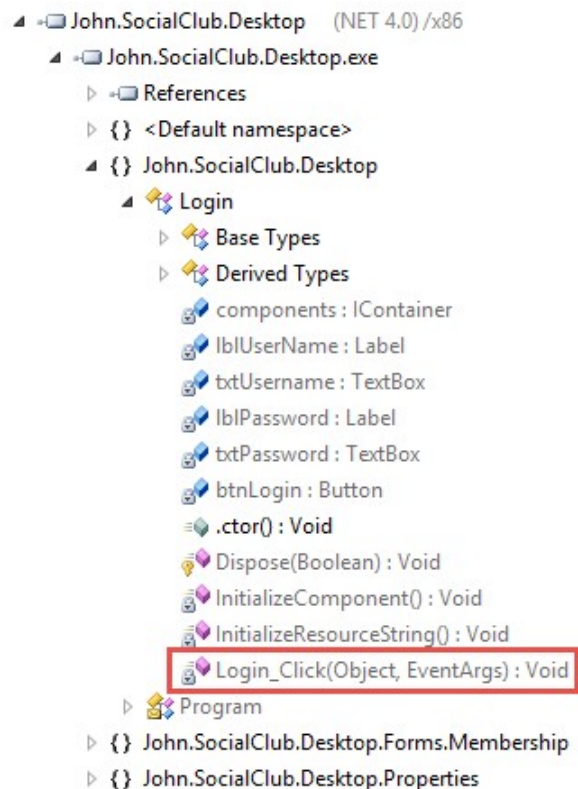 John.SocialClub.Desktop (NET 4.0) /x86
John.SocialClub.Desktop.exe
References
{} <Default namespace>
{} John.SocialClub.Desktop
Login
Base Types
Derived Types
components : IContainer
lblUserName : Label
txtUsername : TextBox
lblPassword : Label
txtPassword : TextBox
btnLogin : Button
.ctor() : Void
Dispose(Boolean) : Void
InitializeComponent() : Void
InitializeResourceString() : Void
Login_Click(Object, EventArgs) : Void
Program
{} John.SocialClub.Desktop.Forms.Membership
{} John.SocialClub.Desktop.Properties